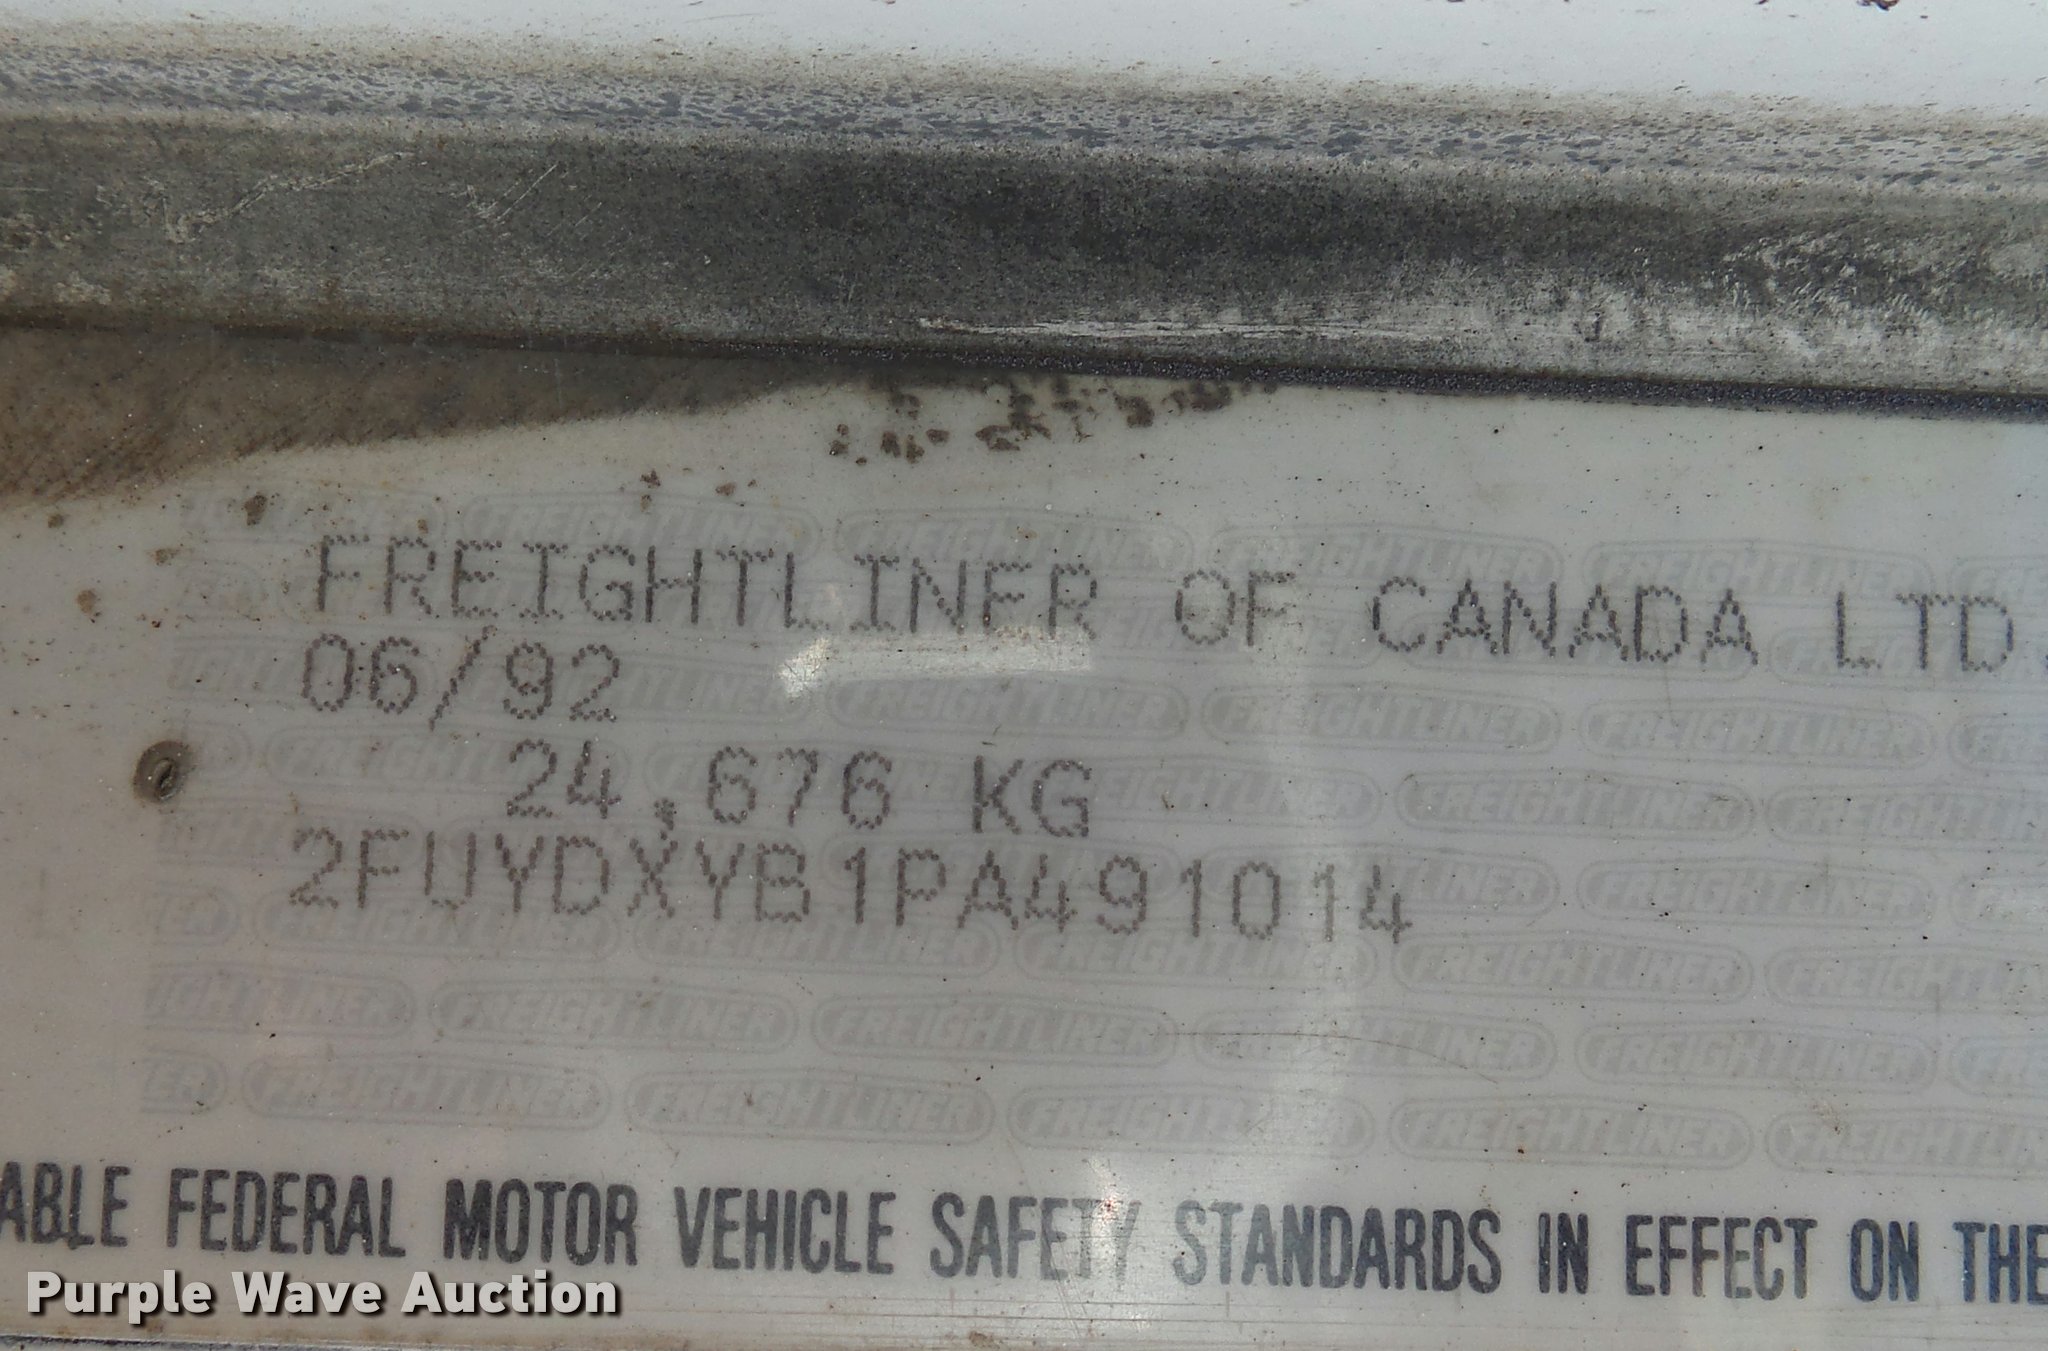 FREIGHTLINER OF CANADA LTD.
06/92
24,676 KG
2FUYDXYB1PA491014
ABLE FEDERAL MOTOR VEHICLE SAFETY STANDARDS IN EFFECT ON THE
Purple Wave Auction